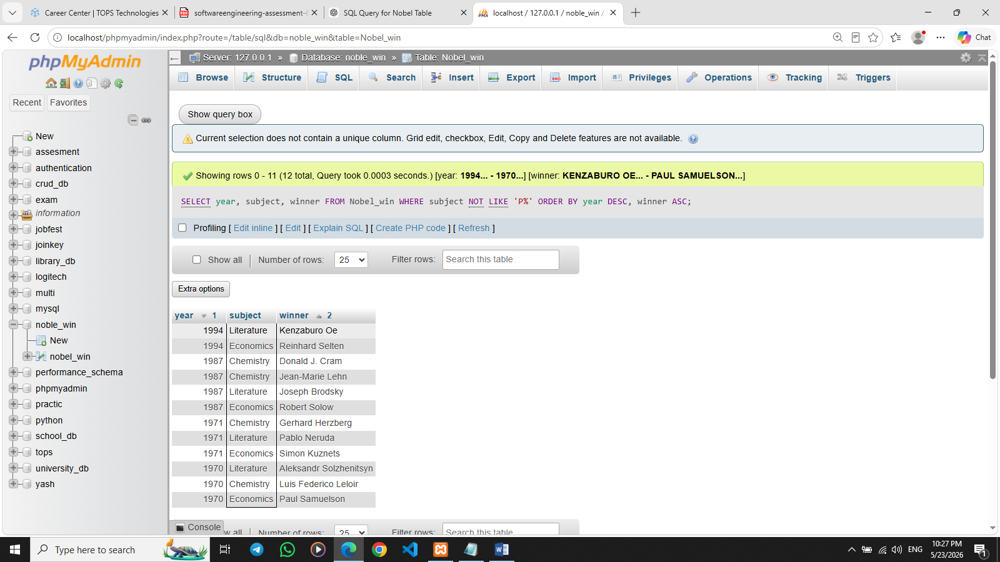 Career Center | TOPS Technologies
softwareengineering-assessment-
SQL Query for Nobel Table
localhost / 127.0.0.1 / noble_win /
localhost/phpmyadmin/index.php?route=/table/sql&db=noble_win&table=Nobel_win
Chat
phpMyAdmin
Recent Favorites
New
assesment
authentication
crud_db
exam
information
jobfest
joinkey
library_db
logitech
multi
mysql
noble_win
New
nobel_win
performance_schema
phpmyadmin
practic
python
school_db
tops
university_db
yash
Server: 127.0.0.1 » Database: noble_win » Table: Nobel_win
Browse Structure SQL Search Insert Export Import Privileges Operations Tracking Triggers
Show query box
Current selection does not contain a unique column. Grid edit, checkbox, Edit, Copy and Delete features are not available.
Showing rows 0 - 11 (12 total, Query took 0.0003 seconds.) [year: 1994... - 1970...] [winner: KENZABURO OE... - PAUL SAMUELSON...]
SELECT year, subject, winner FROM Nobel_win WHERE subject NOT LIKE 'P%' ORDER BY year DESC, winner ASC;
Profiling [ Edit inline ] [ Edit ] [ Explain SQL ] [ Create PHP code ] [ Refresh ]
Show all | Number of rows: 25 Filter rows: Search this table
Extra options
year 1 subject winner 2
1994 Literature Kenzaburo Oe
1994 Economics Reinhard Selten
1987 Chemistry Donald J. Cram
1987 Chemistry Jean-Marie Lehn
1987 Literature Joseph Brodsky
1987 Economics Robert Solow
1971 Chemistry Gerhard Herzberg
1971 Literature Pablo Neruda
1971 Economics Simon Kuznets
1970 Literature Aleksandr Solzhenitsyn
1970 Chemistry Luis Federico Leloir
1970 Economics Paul Samuelson
Console
w all | Number of rows: 25 Filter rows: Search this table
Type here to search
ENG
10:27 PM
5/23/2026
1